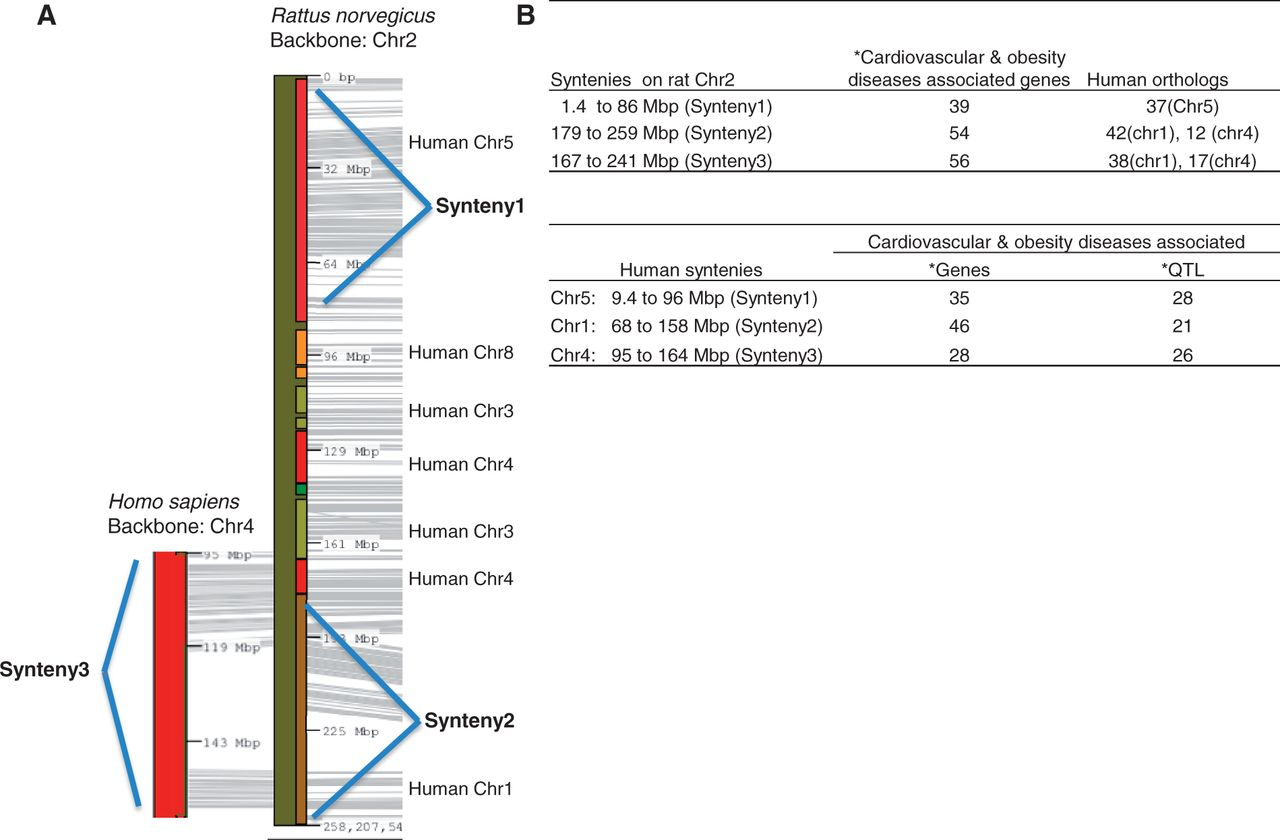 A
Rattus norvegicus
Backbone: Chr2
0 bp
Human Chr5
32 Mbp
Synteny1
64 Mb
Human Chr8
96 Mbp
Human Chr3
129 Mbp
Human Chr4
Human Chr3
161 Mbp
Human Chr4
Mbp
225 Mbp
Synteny2
Human Chr1
258,207,54
Homo sapiens
Backbone: Chr4
95 Mbp
119 Mbp
Synteny3
143 Mbp
B
*Cardiovascular & obesity
Syntenies on rat Chr2 diseases associated genes Human orthologs
1.4 to 86 Mbp (Synteny1) 39 37(Chr5)
179 to 259 Mbp (Synteny2) 54 42(chr1), 12 (chr4)
167 to 241 Mbp (Synteny3) 56 38(chr1), 17(chr4)
Cardiovascular & obesity diseases associated
Human syntenies *Genes *QTL
Chr5: 9.4 to 96 Mbp (Synteny1) 35 28
Chr1: 68 to 158 Mbp (Synteny2) 46 21
Chr4: 95 to 164 Mbp (Synteny3) 28 26